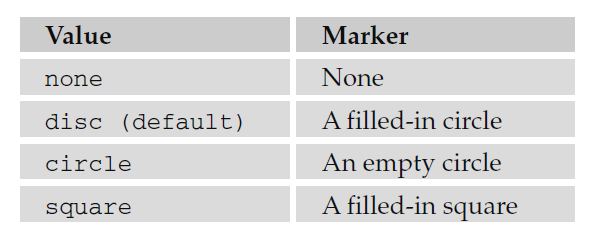 Value Marker
none None
disc (default) A filled-in circle
circle An empty circle
square A filled-in square